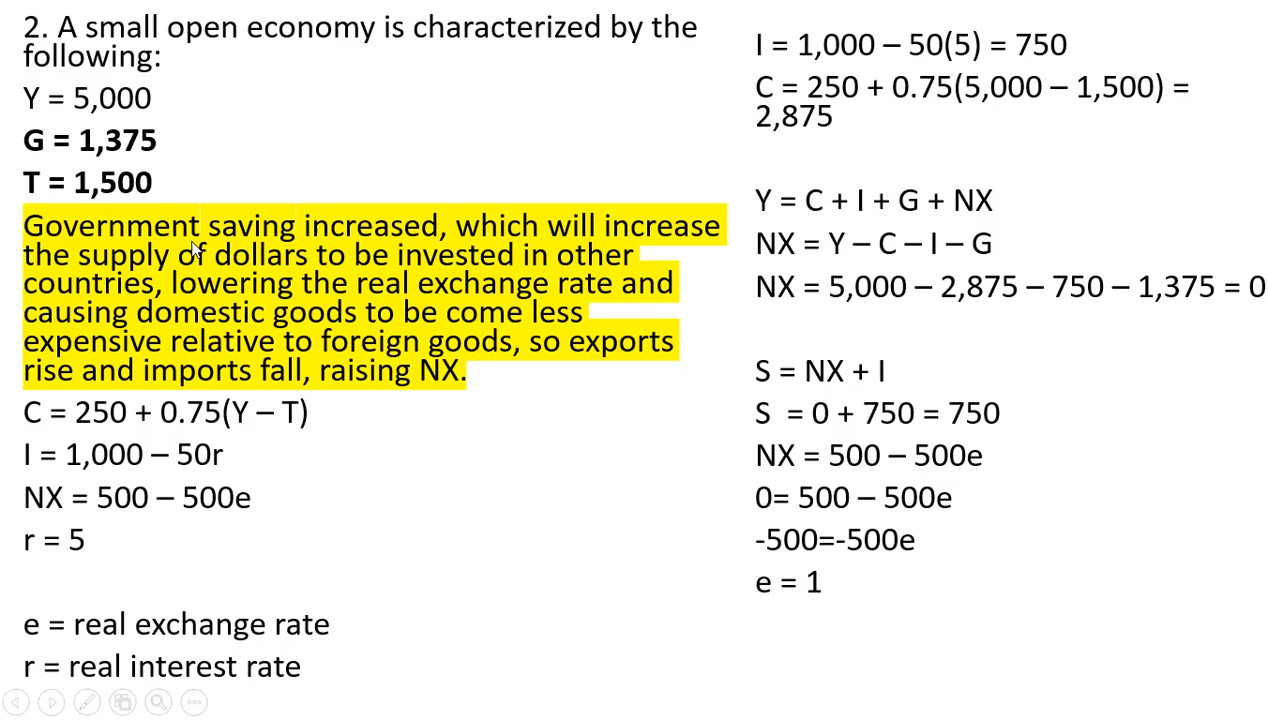 2. A small open economy is characterized by the
following:
Y = 5,000
G = 1,375
T = 1,500
Government saving increased, which will increase
the supply of dollars to be invested in other
countries, lowering the real exchange rate and
causing domestic goods to be come less
expensive relative to foreign goods, so exports
rise and imports fall, raising NX.
C = 250 + 0.75(Y – T)
I = 1,000 – 50r
NX = 500 – 500e
r = 5
e = real exchange rate
r = real interest rate
I = 1,000 – 50(5) = 750
C = 250 + 0.75(5,000 – 1,500) =
2,875
Y = C + I + G + NX
NX = Y – C – I – G
NX = 5,000 – 2,875 – 750 – 1,375 = 0
S = NX + I
S  = 0 + 750 = 750
NX = 500 – 500e
0= 500 – 500e
-500=-500e
e = 1